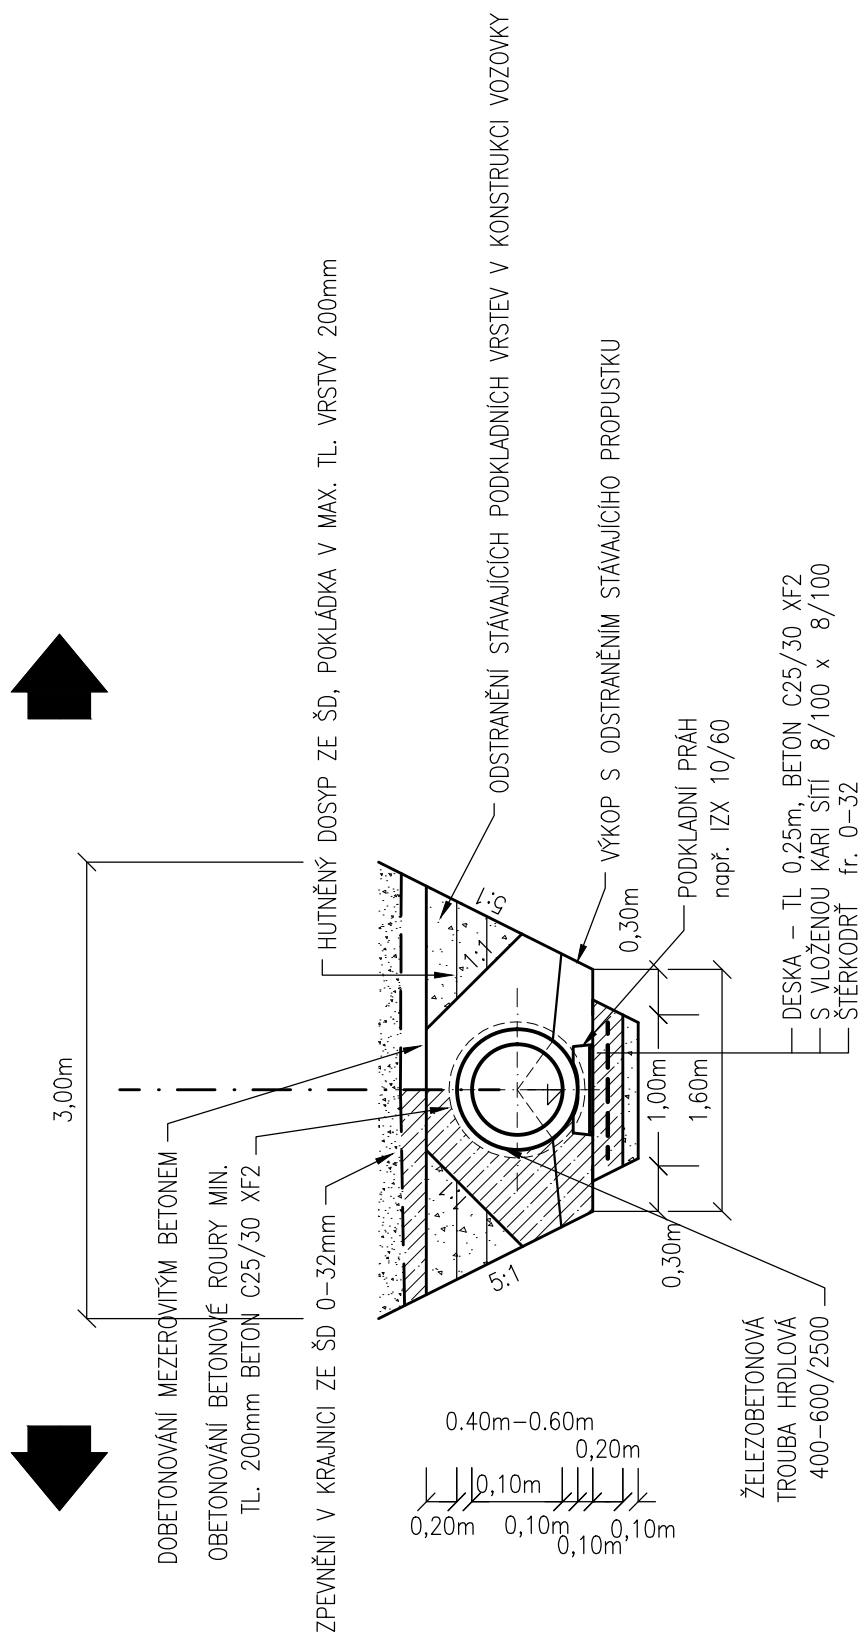 HUTNĚNÝ DOSYP ZE ŠD, POKLÁDKA V MAX. TL. VRSTVY 200mm
ODSTRANĚNÍ STÁVAJÍCÍCH PODKLADNÍCH VRSTEV V KONSTRUKCI VOZOVKY
VÝKOP S ODSTRANĚNÍM STÁVAJÍCÍHO PROPUSTKU
PODKLADNÍ PRÁH
např. IZX 10/60
DESKA – TL 0,25m, BETON C25/30 XF2
S VLOŽENOU KARI SÍTÍ 8/100 x 8/100
ŠTĚRKODRŤ fr. 0–32
3,00m
5:1
1:1
0,30m
1,00m
1,60m
0,30m
5:1
DOBETONOVÁNÍ MEZEROVITÝM BETONEM
OBETONOVÁNÍ BETONOVÉ ROURY MIN.
TL. 200mm BETON C25/30 XF2
ZPEVNĚNÍ V KRAJNICI ZE ŠD 0–32mm
0.40m–0.60m
0,20m
0,10m
0,20m
0,10m
0,10m
0,10m
ŽELEZOBETONOVÁ
TROUBA HRDLOVÁ
400–600/2500